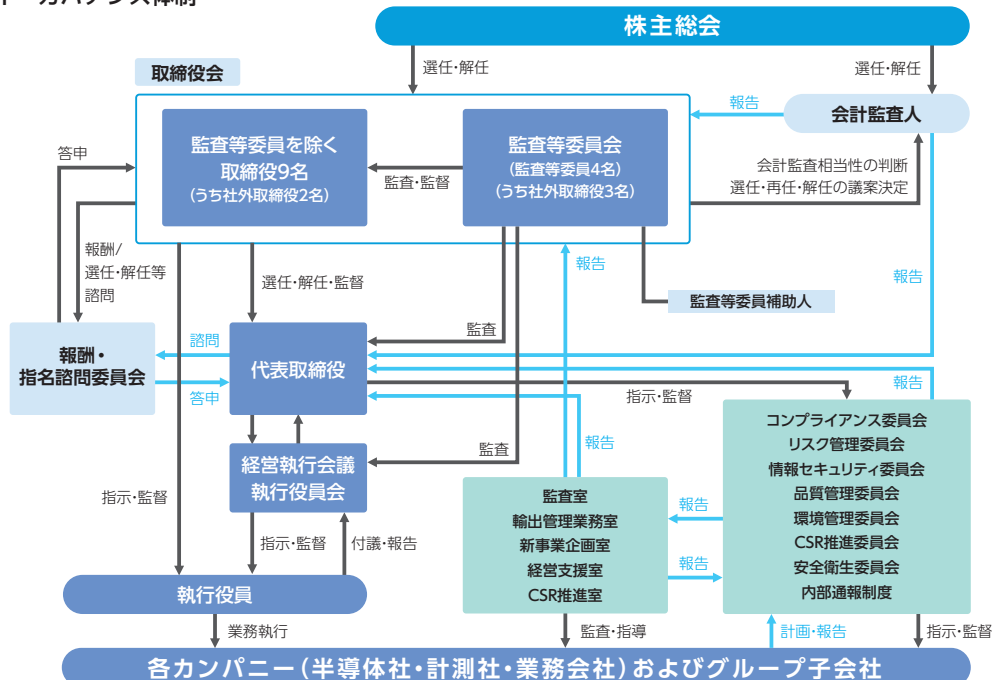 株主総会
選任・解任
選任・解任
取締役会
報告
会計監査人
監査等委員を除く
取締役9名
(うち社外取締役2名)
監査等委員会
(監査等委員4名)
(うち社外取締役3名)
答申
監査・監督
会計監査相当性の判断
選任・再任・解任の議案決定
報酬/
選任・解任等
諮問
選任・解任・監督
報告
報告
監査等委員補助人
報酬・
指名諮問委員会
諮問
答申
代表取締役
監査
指示・監督
報告
経営執行会議
執行役員会
監査
報告
コンプライアンス委員会
リスク管理委員会
情報セキュリティ委員会
品質管理委員会
環境管理委員会
CSR推進委員会
安全衛生委員会
内部通報制度
監査室
輸出管理業務室
新事業企画室
経営支援室
CSR推進室
報告
報告
指示・監督
指示・監督
付議・報告
執行役員
業務執行
監査・指導
計画・報告
指示・監督
各カンパニー(半導体社・計測社・業務会社)およびグループ子会社